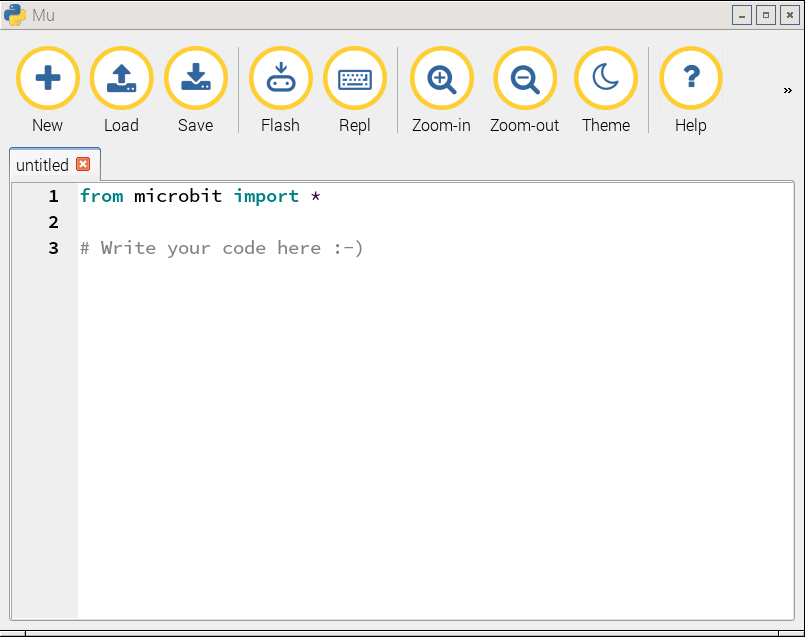 Mu
New Load Save Flash Repl Zoom-in Zoom-out Theme Help »
untitled
1 from microbit import *
2
3 # Write your code here :-)